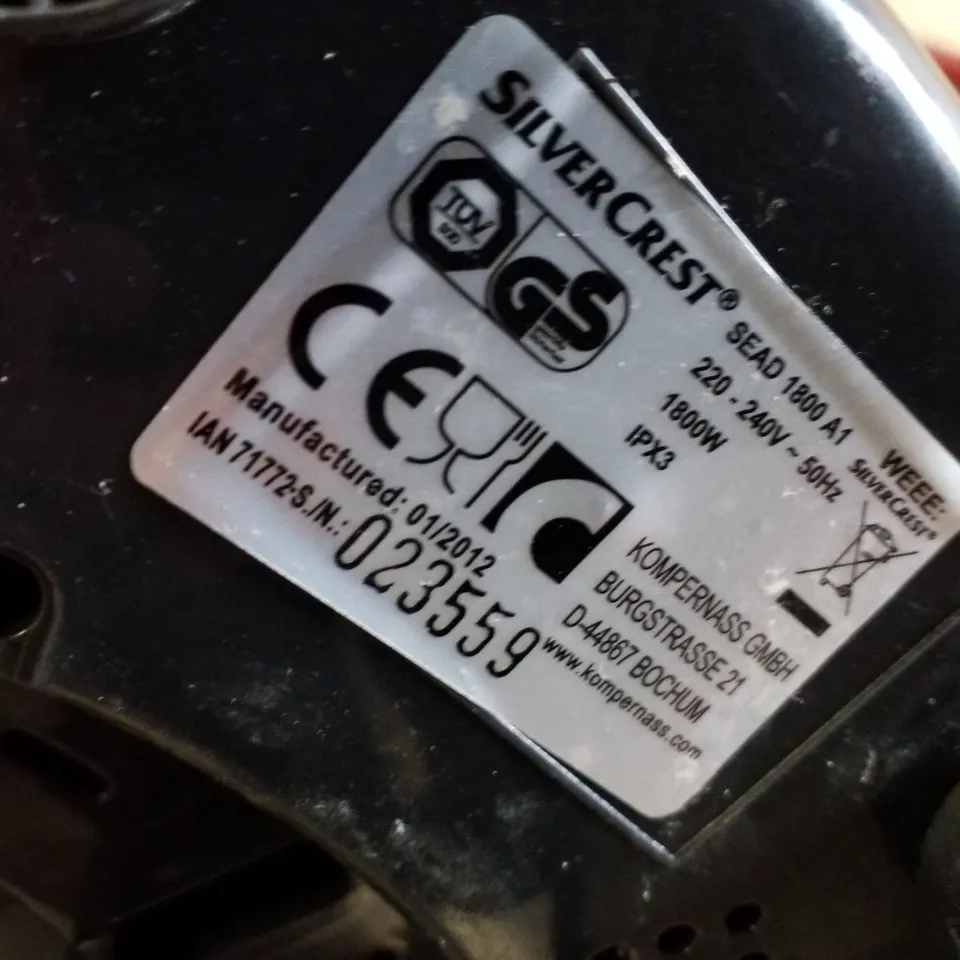 SILVERCREST®
SEAD 1800 A1
220 - 240V ~ 50Hz
1800W
IPX3
TÜV
SÜD
GS
CE
Manufactured: 01/2012
IAN 71772-S./N.: 023559
WEEE:
SILVERCREST®
KOMPERNASS GMBH
BURGSTRASSE 21
D-44867 BOCHUM
www.kompernass.com